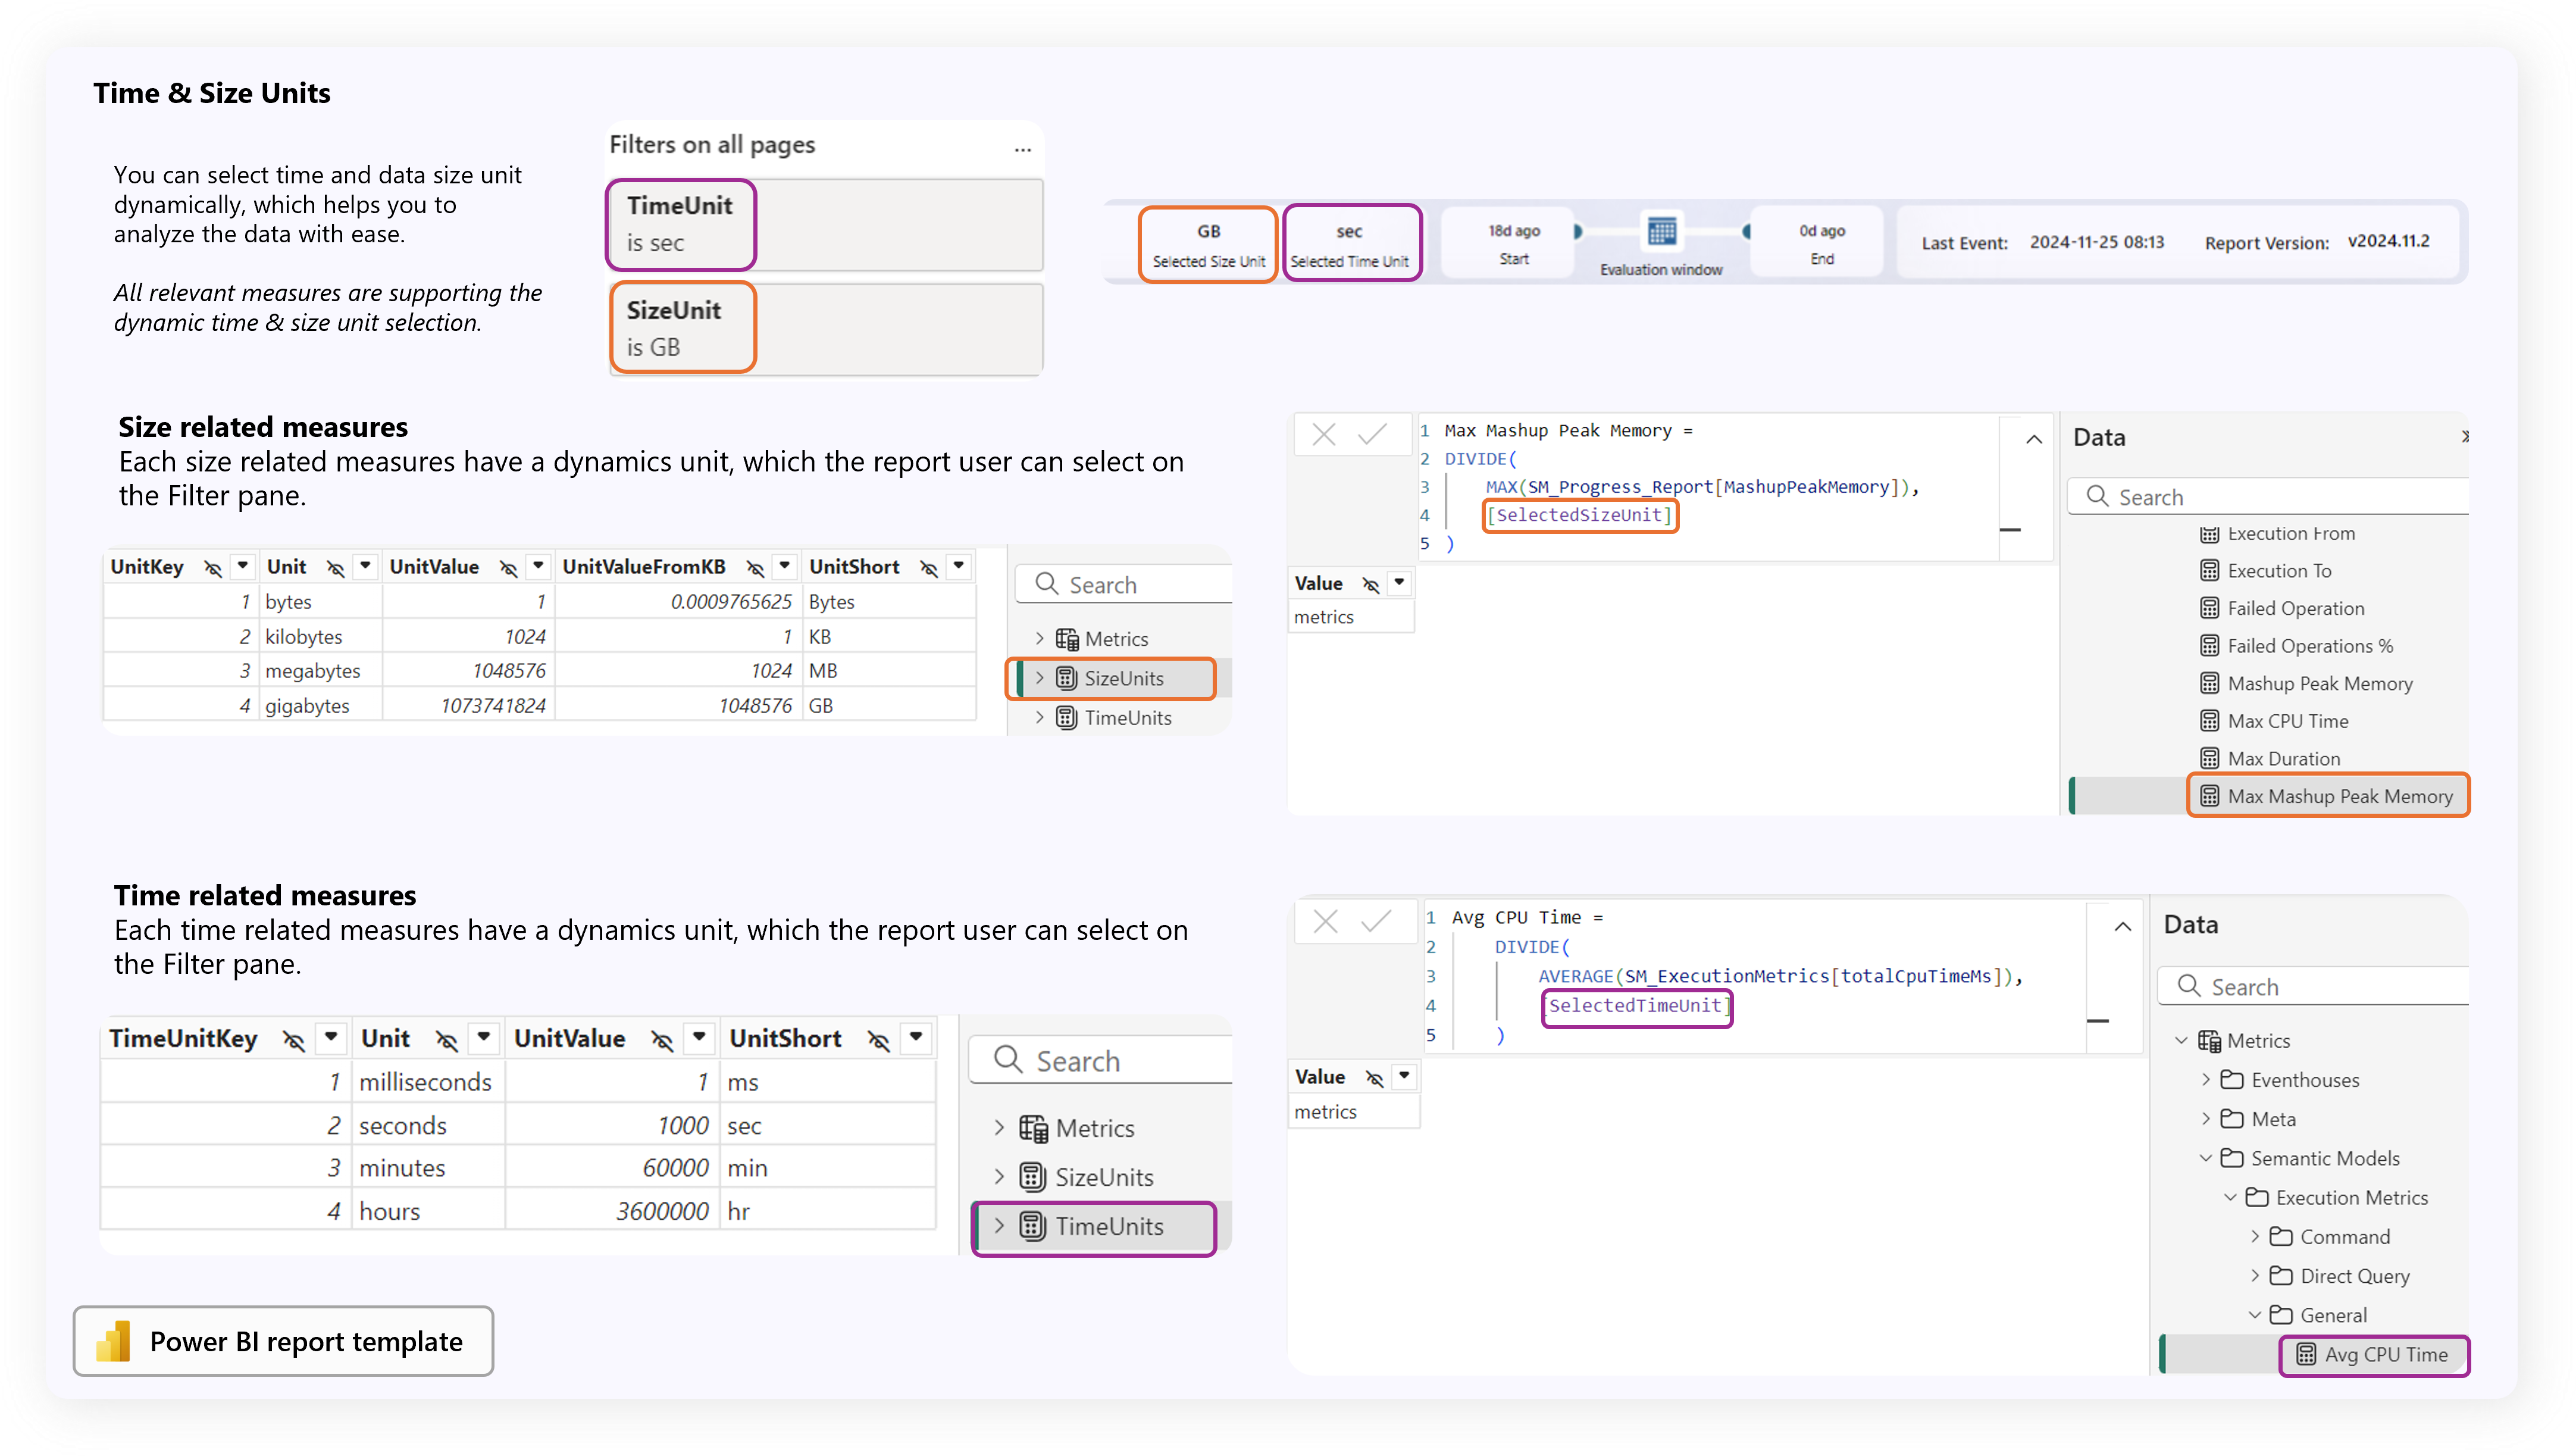 Time & Size Units
You can select time and data size unit
dynamically, which helps you to
analyze the data with ease.
All relevant measures are supporting the
dynamic time & size unit selection.
Filters on all pages ...
TimeUnit
is sec
SizeUnit
is GB
GB
Selected Size Unit
sec
Selected Time Unit
18d ago
Start
Evaluation window
0d ago
End
Last Event: 2024-11-25 08:13 Report Version: v2024.11.2
Size related measures
Each size related measures have a dynamics unit, which the report user can select on
the Filter pane.
UnitKey Unit UnitValue UnitValueFromKB UnitShort
1 bytes 1 0.0009765625 Bytes
2 kilobytes 1024 1 KB
3 megabytes 1048576 1024 MB
4 gigabytes 1073741824 1048576 GB
Search
Metrics
SizeUnits
TimeUnits
1 Max Mashup Peak Memory =
2 DIVIDE(
3 MAX(SM_Progress_Report[MashupPeakMemory]),
4 [SelectedSizeUnit]
5 )
Value
metrics
Data
Search
Execution From
Execution To
Failed Operation
Failed Operations %
Mashup Peak Memory
Max CPU Time
Max Duration
Max Mashup Peak Memory
Time related measures
Each time related measures have a dynamics unit, which the report user can select on
the Filter pane.
TimeUnitKey Unit UnitValue UnitShort
1 milliseconds 1 ms
2 seconds 1000 sec
3 minutes 60000 min
4 hours 3600000 hr
Search
Metrics
SizeUnits
TimeUnits
1 Avg CPU Time =
2 DIVIDE(
3 AVERAGE(SM_ExecutionMetrics[totalCpuTimeMs]),
4 [SelectedTimeUnit]
5 )
Value
metrics
Data
Search
Metrics
Eventhouses
Meta
Semantic Models
Execution Metrics
Command
Direct Query
General
Avg CPU Time
Power BI report template